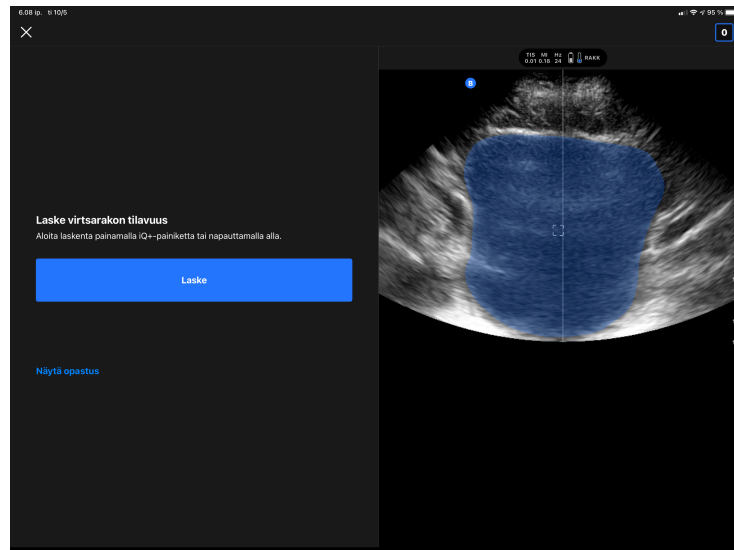 6.08 ip. ti 10/5
95 %
0
TIS MI Hz
0.01 0.18 24
RAKK
B
Laske virtsarakon tilavuus
Aloita laskenta painamalla iQ+-painiketta tai napauttamalla alla.
Laske
Näytä opastus